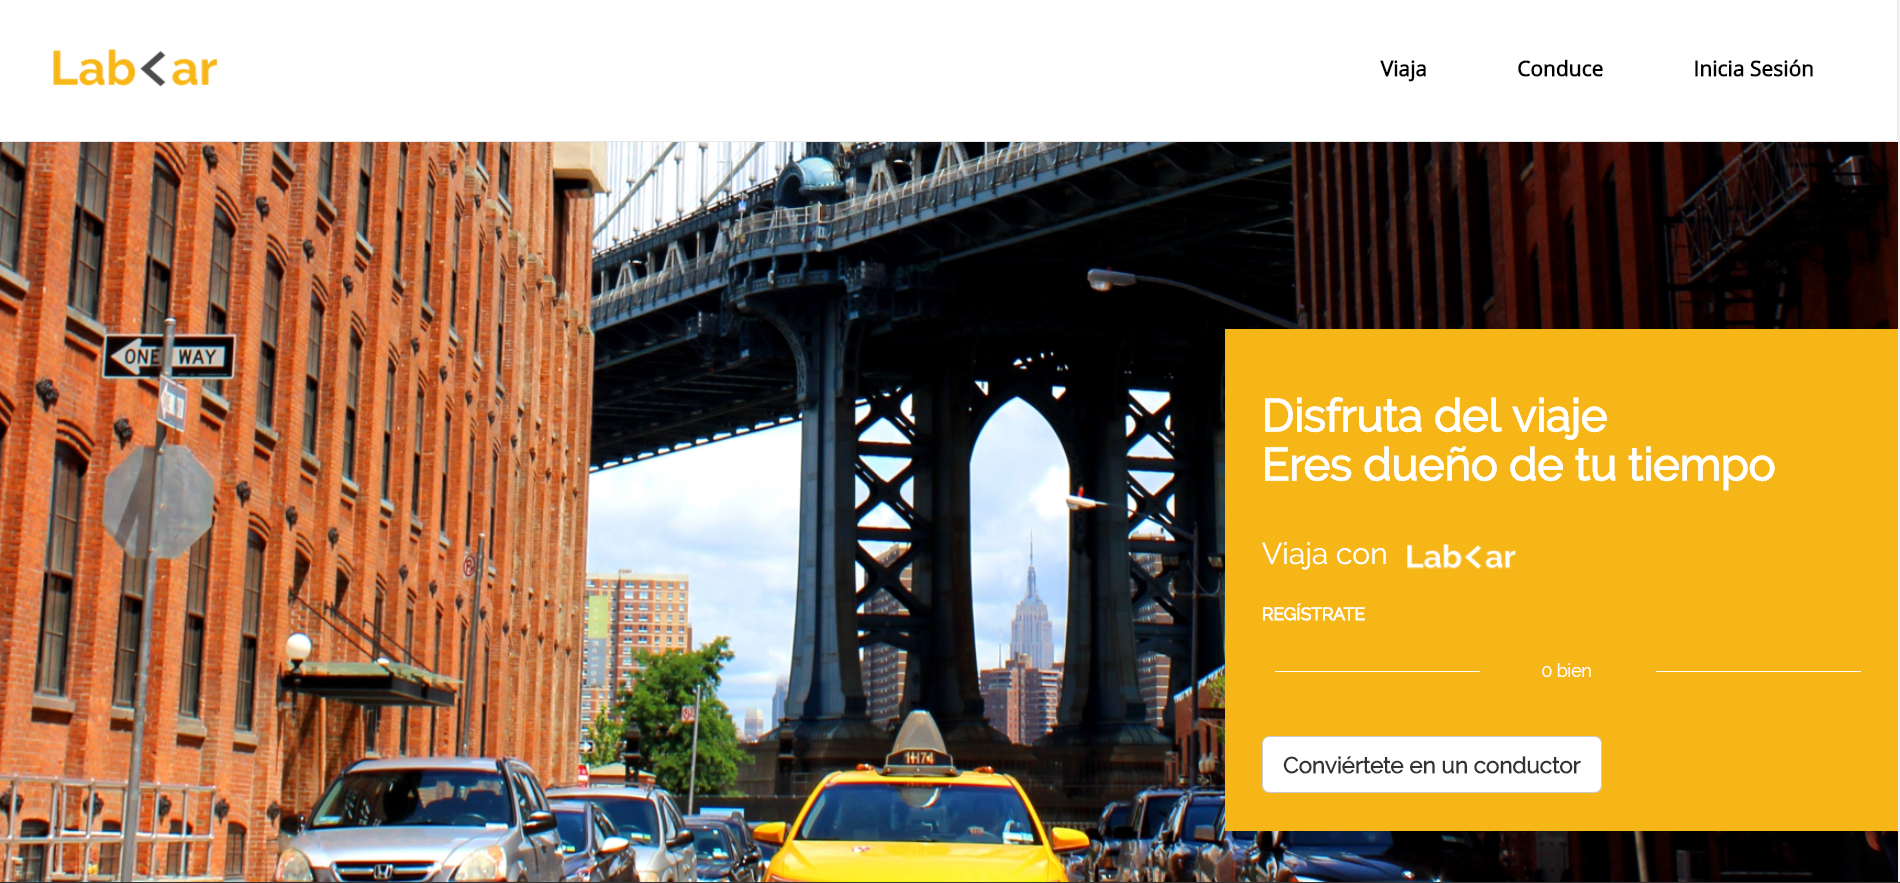 Lab<ar
Viaja
Conduce
Inicia Sesión
ONE WAY
Disfruta del viaje
Eres dueño de tu tiempo
Viaja con Lab<ar
REGÍSTRATE
o bien
Conviértete en un conductor
1H74